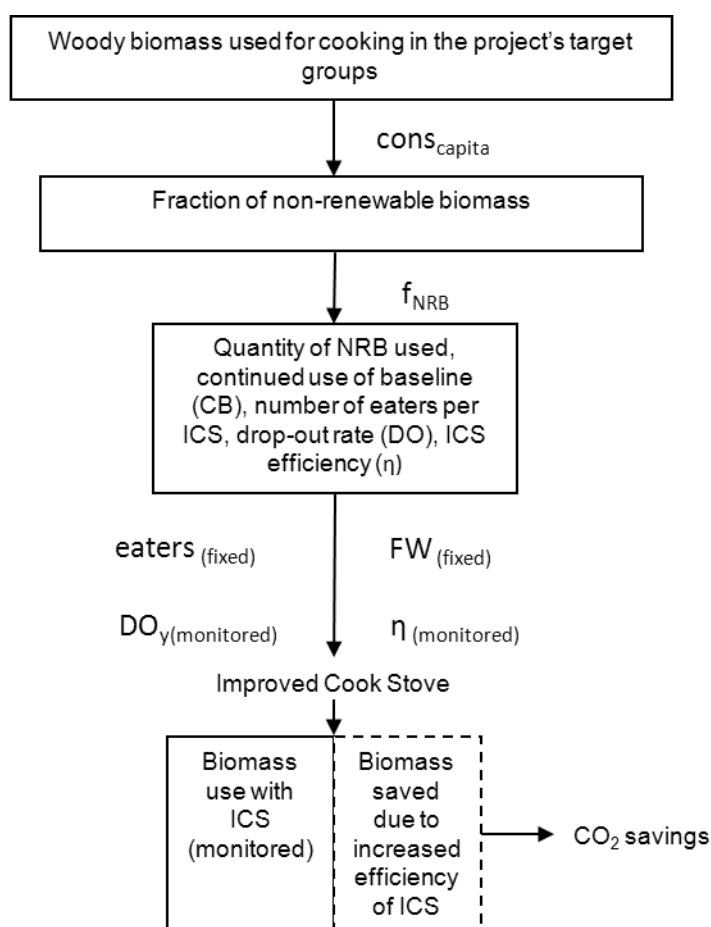 Woody biomass used for cooking in the project's target
groups
cons_capita
Fraction of non-renewable biomass
f_NRB
Quantity of NRB used,
continued use of baseline
(CB), number of eaters per
ICS, drop-out rate (DO), ICS
efficiency (η)
eaters (fixed)
FW (fixed)
DO_y(monitored)
η (monitored)
Improved Cook Stove
Biomass
use with
ICS
(monitored)
Biomass
saved
due to
increased
efficiency
of ICS
CO₂ savings